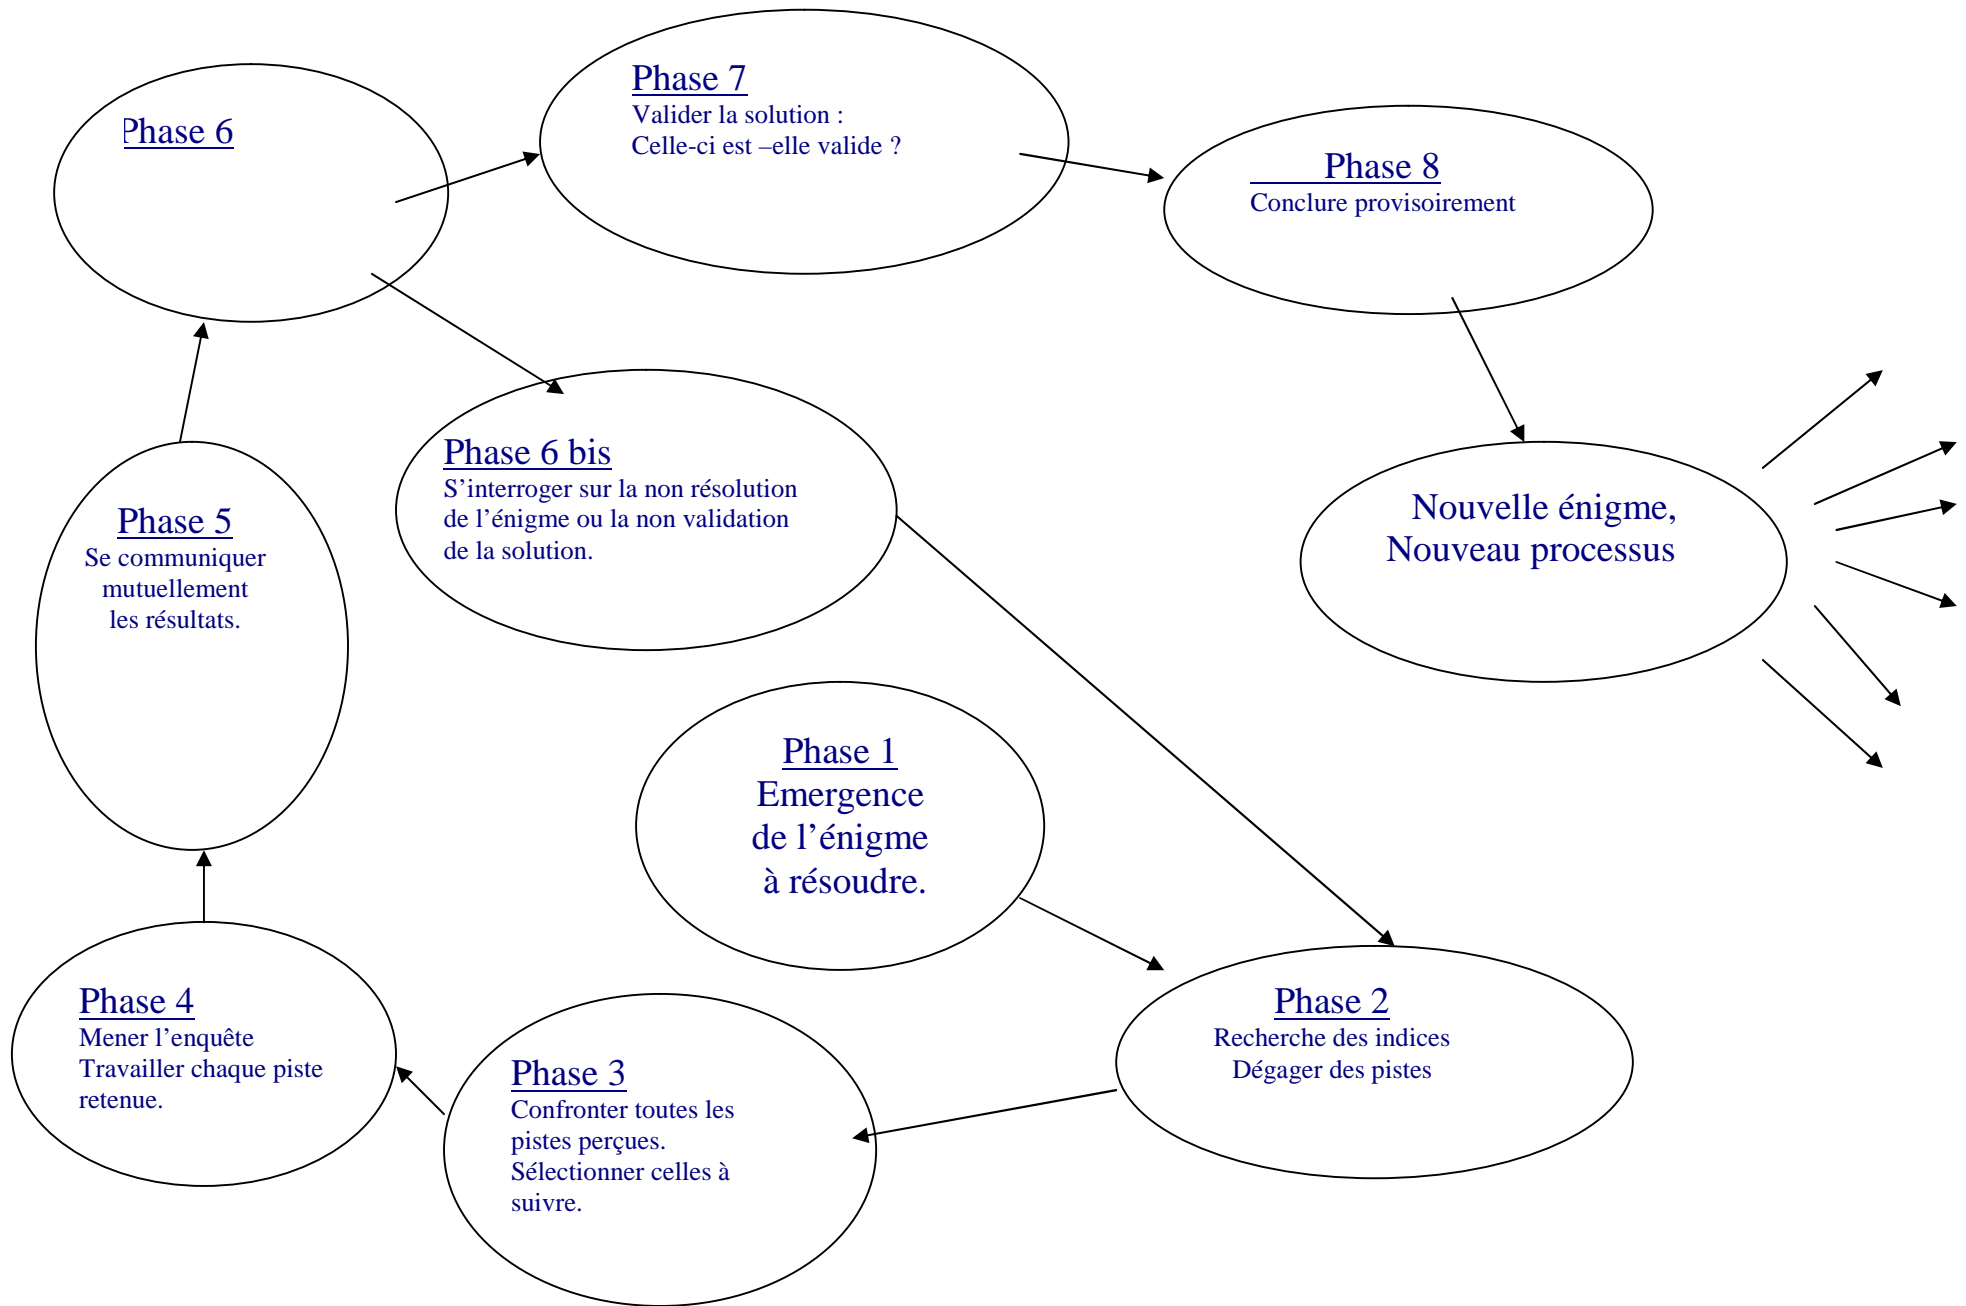 Phase 7
Valider la solution :
Celle-ci est –elle valide ?
Phase 6
Phase 8
Conclure provisoirement
Phase 6 bis
S’interroger sur la non résolution
de l’énigme ou la non validation
de la solution.
Nouvelle énigme,
Nouveau processus
Phase 5
Se communiquer
mutuellement
les résultats.
Phase 1
Emergence
de l’énigme
à résoudre.
Phase 4
Mener l’enquête
Travailler chaque piste
retenue.
Phase 3
Confronter toutes les
pistes perçues.
Sélectionner celles à
suivre.
Phase 2
Recherche des indices
Dégager des pistes